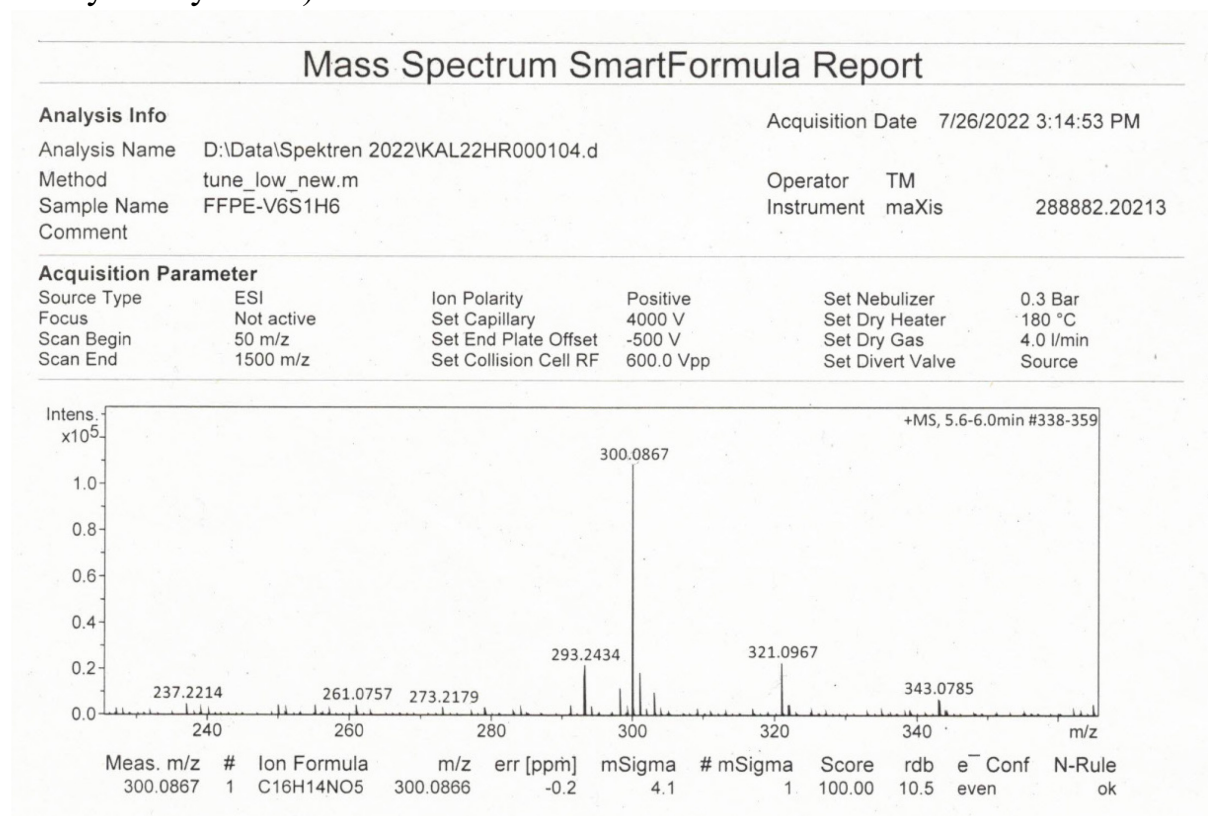 Mass Spectrum SmartFormula Report
Analysis Info
Acquisition Date 7/26/2022 3:14:53 PM
Analysis Name D:\Data\Spektren 2022\KAL22HR000104.d
Method tune_low_new.m
Operator TM
Sample Name FFPE-V6S1H6
Instrument maXis 288882.20213
Comment
Acquisition Parameter
Source Type ESI Ion Polarity Positive Set Nebulizer 0.3 Bar
Focus Not active Set Capillary 4000 V Set Dry Heater 180 °C
Scan Begin 50 m/z Set End Plate Offset -500 V Set Dry Gas 4.0 l/min
Scan End 1500 m/z Set Collision Cell RF 600.0 Vpp Set Divert Valve Source
Intens.
x10⁵
+MS, 5.6-6.0min #338-359
300.0867
1.0
0.8
0.6
0.4
293.2434
321.0967
0.2
237.2214
261.0757
273.2179
343.0785
0.0
240 260 280 300 320 340 m/z
Meas. m/z # Ion Formula m/z err [ppm] mSigma # mSigma Score rdb e⁻ Conf N-Rule
300.0867 1 C16H14NO5 300.0866 -0.2 4.1 1 100.00 10.5 even ok